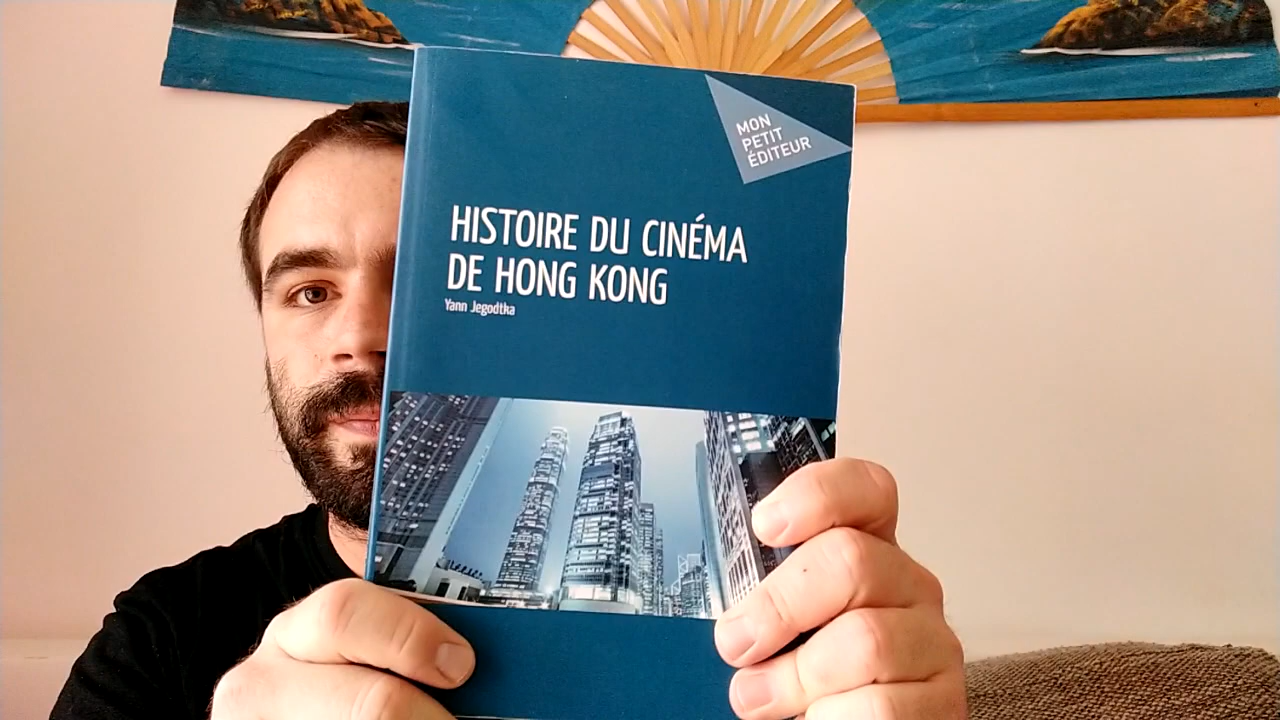 MON
PETIT
ÉDITEUR
HISTOIRE DU CINÉMA
DE HONG KONG
Yann Jegodtka